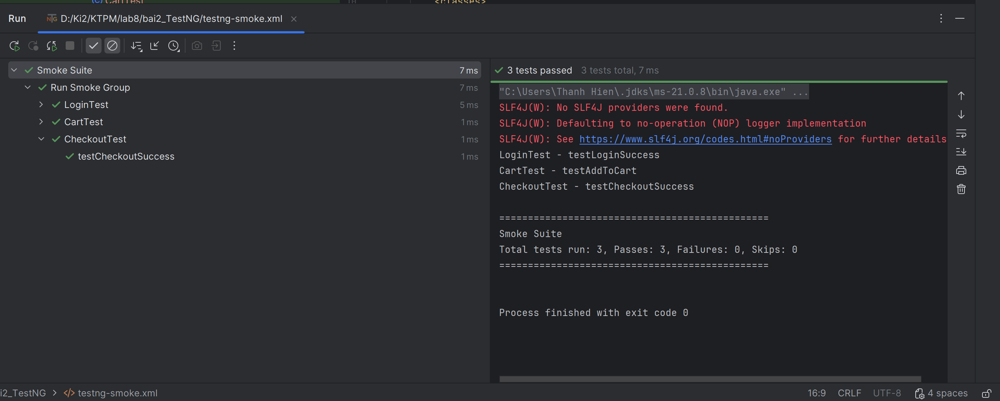 CartTest
<classes>
Run
D:/Ki2/KTPM/lab8/bai2_TestNG/testng-smoke.xml
Smoke Suite 7 ms
Run Smoke Group 7 ms
LoginTest 5 ms
CartTest 1 ms
CheckoutTest 1 ms
testCheckoutSuccess 1 ms
3 tests passed 3 tests total, 7 ms
"C:\Users\Thanh Hien\.jdks\ms-21.0.8\bin\java.exe" ...
SLF4J(W): No SLF4J providers were found.
SLF4J(W): Defaulting to no-operation (NOP) logger implementation
SLF4J(W): See https://www.slf4j.org/codes.html#noProviders for further details
LoginTest - testLoginSuccess
CartTest - testAddToCart
CheckoutTest - testCheckoutSuccess
===============================================
Smoke Suite
Total tests run: 3, Passes: 3, Failures: 0, Skips: 0
===============================================
Process finished with exit code 0
i2_TestNG > testng-smoke.xml
16:9 CRLF UTF-8 4 spaces